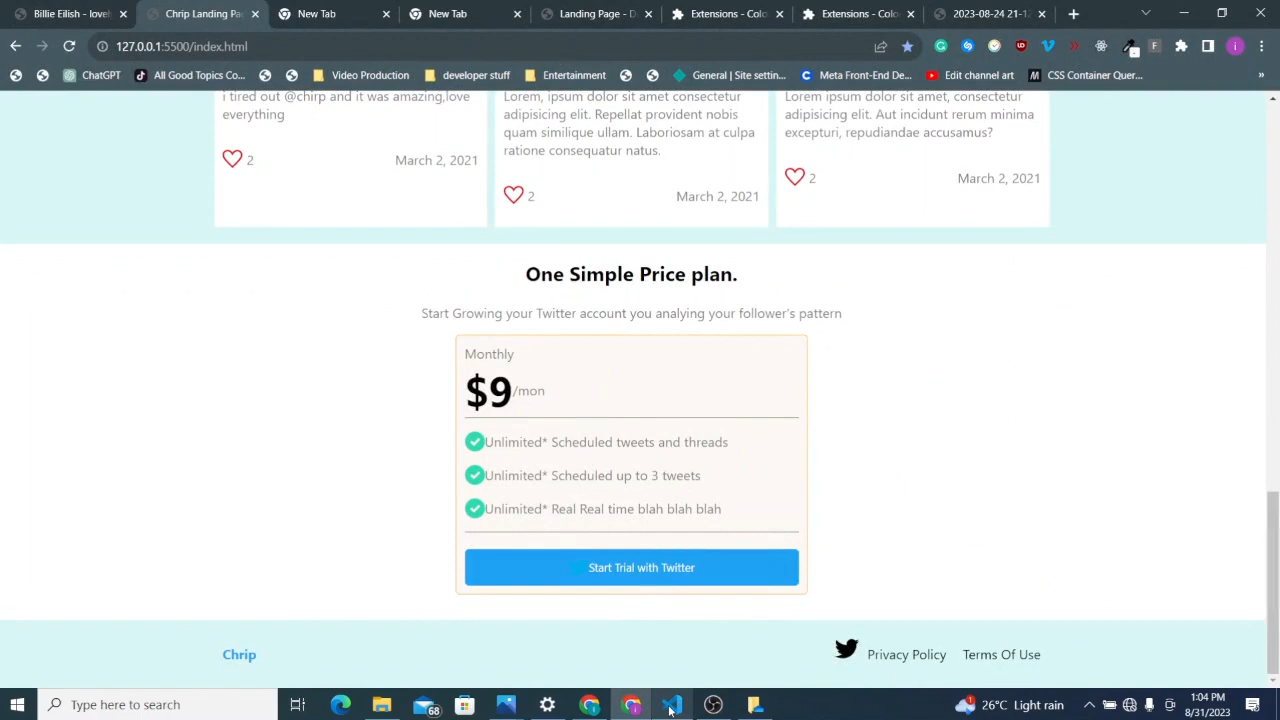 Billie Eilish - lovel
Chrip Landing Pa
New Tab
New Tab
Landing Page - D
Extensions - Colo
Extensions - Colo
2023-08-24 21-1
127.0.0.1:5500/index.html
ChatGPT
All Good Topics Co...
Video Production
developer stuff
Entertainment
General | Site settin...
Meta Front-End De...
Edit channel art
CSS Container Quer...
»
i tired out @chirp and it was amazing,love
everything
2 March 2, 2021
Lorem, ipsum dolor sit amet consectetur
adipisicing elit. Repellat provident nobis
quam similique ullam. Laboriosam at culpa
ratione consequatur natus.
2 March 2, 2021
Lorem ipsum dolor sit amet, consectetur
adipisicing elit. Aut incidunt rerum minima
excepturi, repudiandae accusamus?
2 March 2, 2021
One Simple Price plan.
Start Growing your Twitter account you analying your follower's pattern
Monthly
$9/mon
Unlimited* Scheduled tweets and threads
Unlimited* Scheduled up to 3 tweets
Unlimited* Real Real time blah blah blah
Start Trial with Twitter
Chrip
Privacy Policy Terms Of Use
Type here to search
68
1
26°C Light rain
1:04 PM
8/31/2023